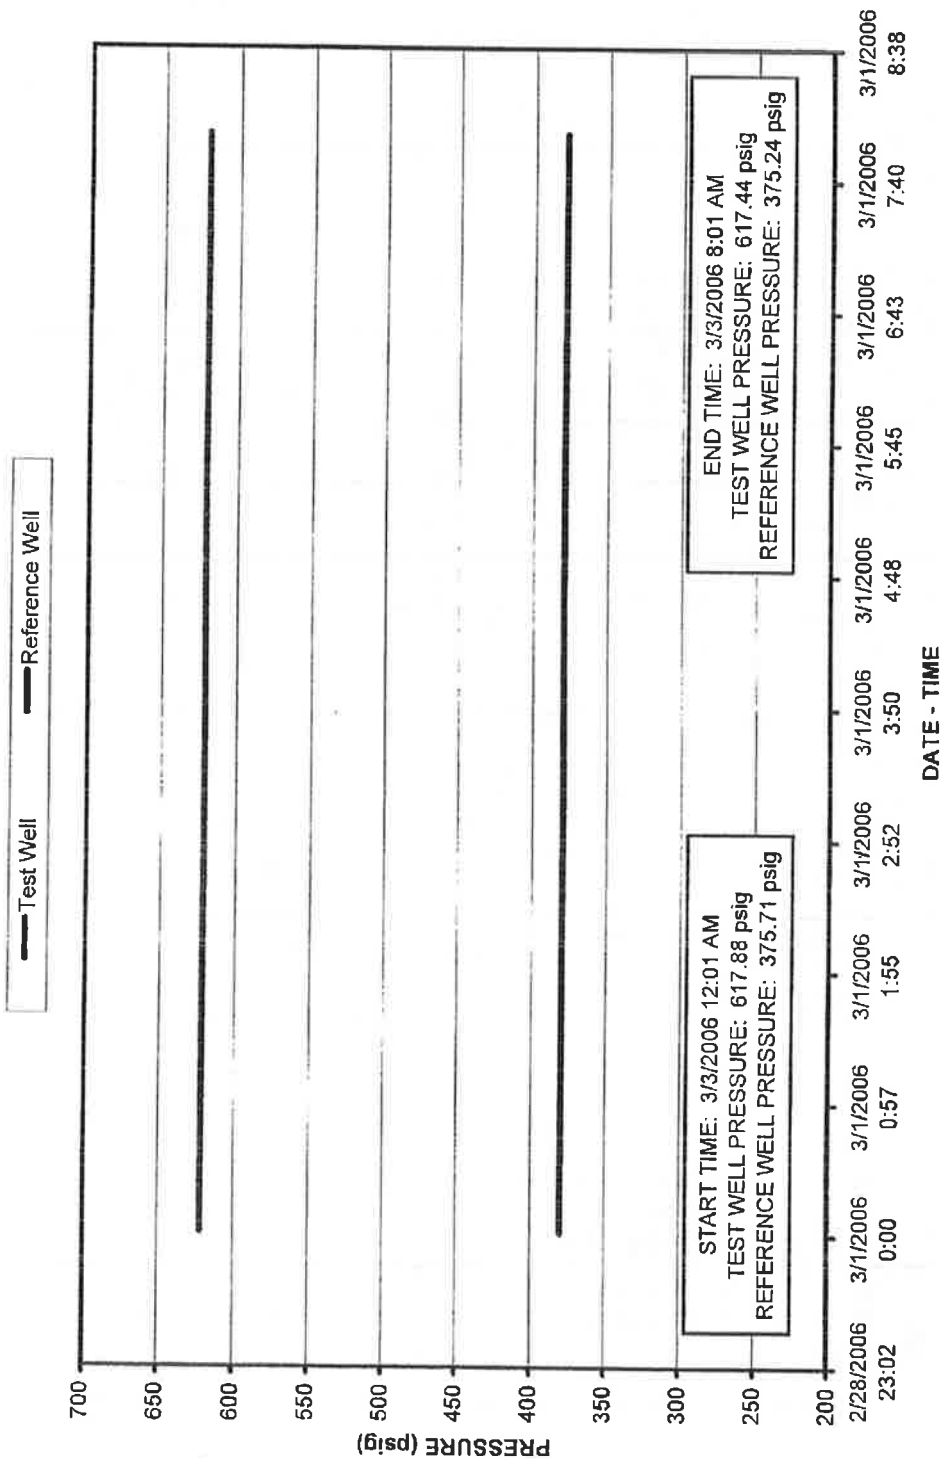 Test Well
Reference Well
PRESSURE (psig)
700
650
600
550
500
450
400
350
300
250
200
START TIME: 3/3/2006 12:01 AM
TEST WELL PRESSURE: 617.88 psig
REFERENCE WELL PRESSURE: 375.71 psig
END TIME: 3/3/2006 8:01 AM
TEST WELL PRESSURE: 617.44 psig
REFERENCE WELL PRESSURE: 375.24 psig
2/28/2006 3/1/2006 3/1/2006 3/1/2006 3/1/2006 3/1/2006 3/1/2006 3/1/2006 3/1/2006 3/1/2006 3/1/2006
23:02 0:00 0:57 1:55 2:52 3:50 4:48 5:45 6:43 7:40 8:38
DATE - TIME